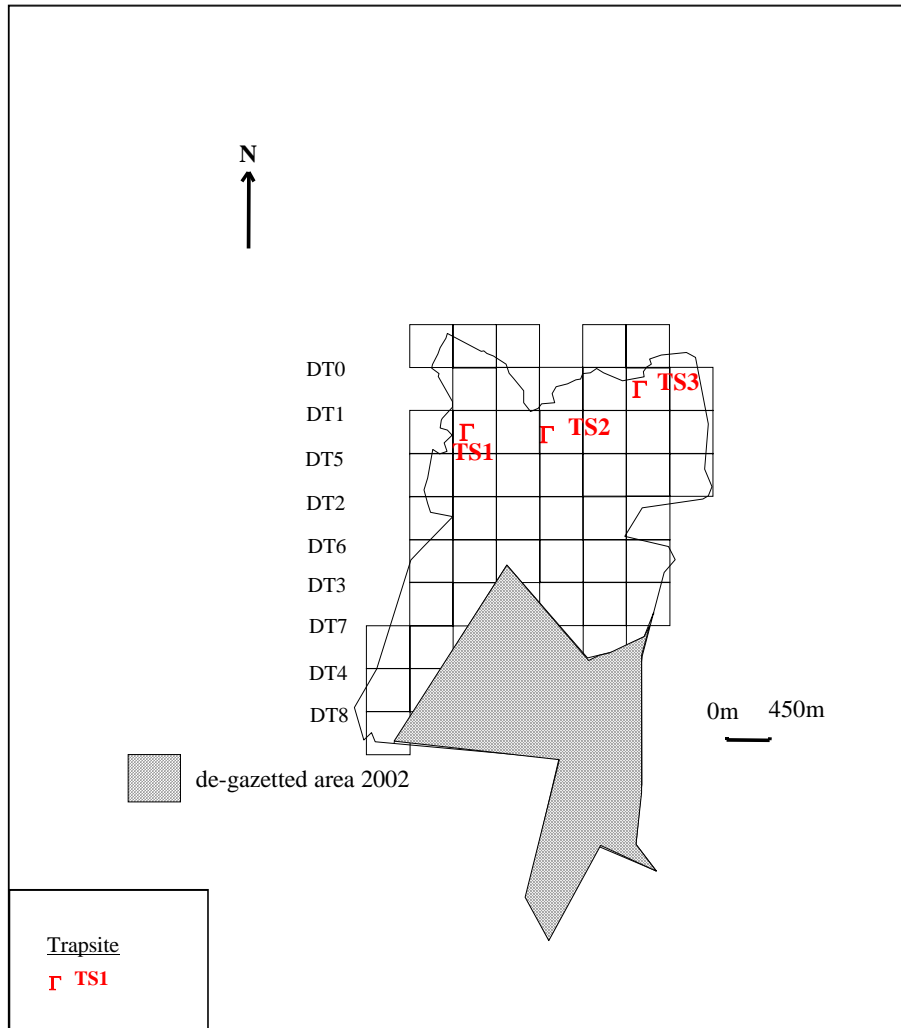 N
DT0
DT1
Γ TS3
Γ TS2
Γ
TS1
DT5
DT2
DT6
DT3
DT7
DT4
DT8
0m 450m
de-gazetted area 2002
Trapsite
Γ TS1